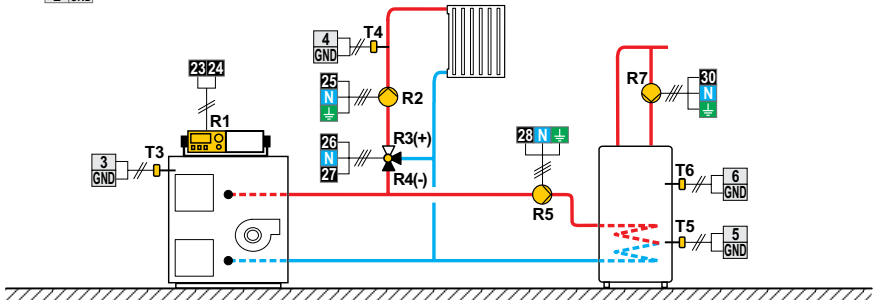 GND
T4
4
GND
23 24
R1
25
N
R2
R7
30
N
T3
3
GND
26
N
27
R3(+)
R4(-)
28 N
R5
T6
6
GND
T5
5
GND